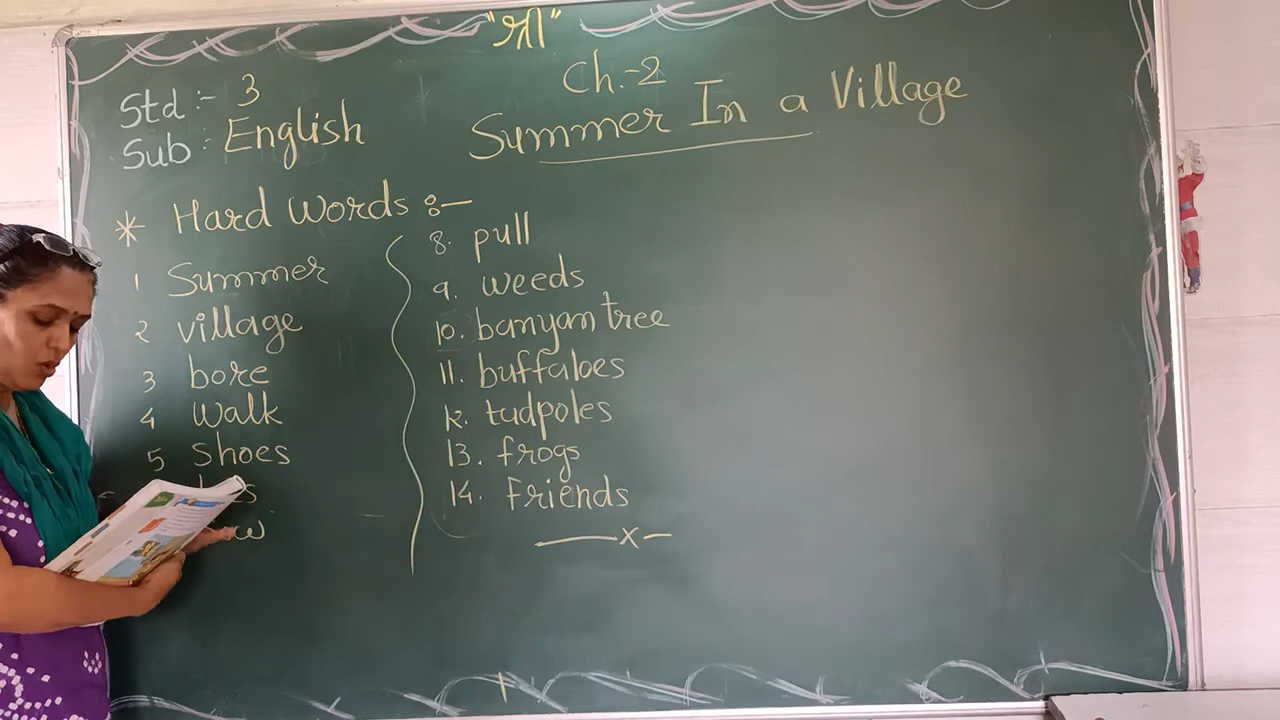 "श्री"
Std :- 3
Sub : English
Ch.-2
Summer In a Village
* Hard Words :-
1 Summer
2 village
3 bore
4 Walk
5 Shoes
8. pull
9. weeds
10. banyan tree
11. buffaloes
12. tadpoles
13. frogs
14. Friends
—x—